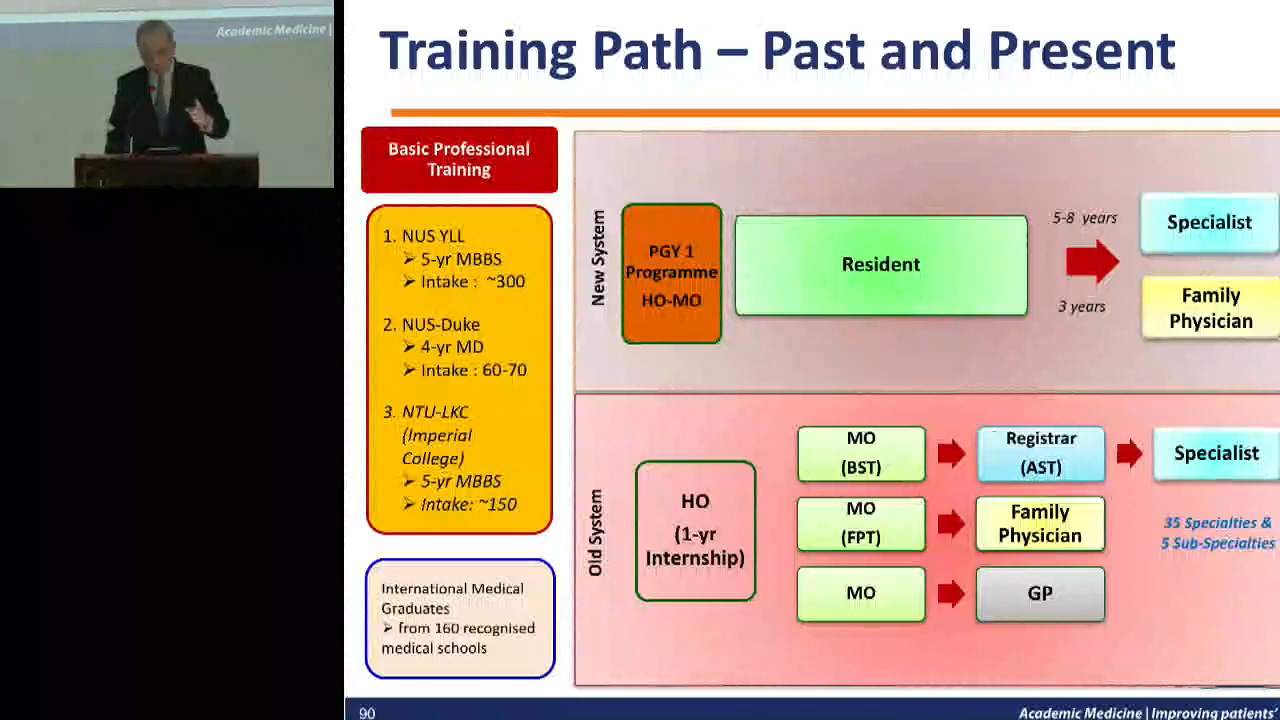 Academic Medicine |
Training Path – Past and Present
Basic Professional
Training
1. NUS YLL
➢ 5-yr MBBS
➢ Intake : ~300
2. NUS-Duke
➢ 4-yr MD
➢ Intake : 60-70
3. NTU-LKC
(Imperial
College)
➢ 5-yr MBBS
➢ Intake: ~150
International Medical
Graduates
➢ from 160 recognised
medical schools
New System
PGY 1
Programme
HO-MO
Resident
5-8 years
3 years
Specialist
Family
Physician
Old System
HO
(1-yr
Internship)
MO
(BST)
Registrar
(AST)
Specialist
MO
(FPT)
Family
Physician
35 Specialties &
5 Sub-Specialties
MO
GP
90
Academic Medicine | Improving patients'